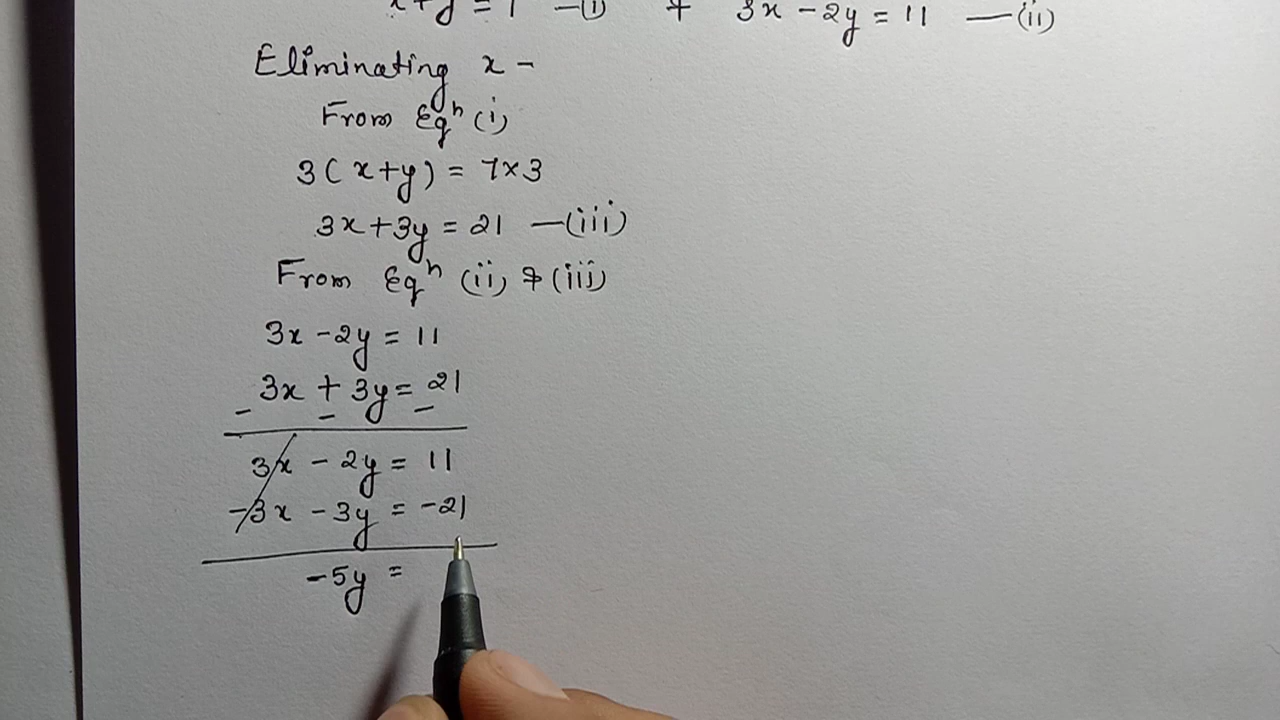 x+y = 7 —(i) & 3x - 2y = 11 —(ii)
Eliminating x -
From Eqⁿ (i)
3(x+y) = 7×3
3x+3y = 21 —(iii)
From Eqⁿ (ii) & (iii)
3x - 2y = 11
3x + 3y = 21
- - -
3x - 2y = 11
-3x - 3y = -21
-5y =